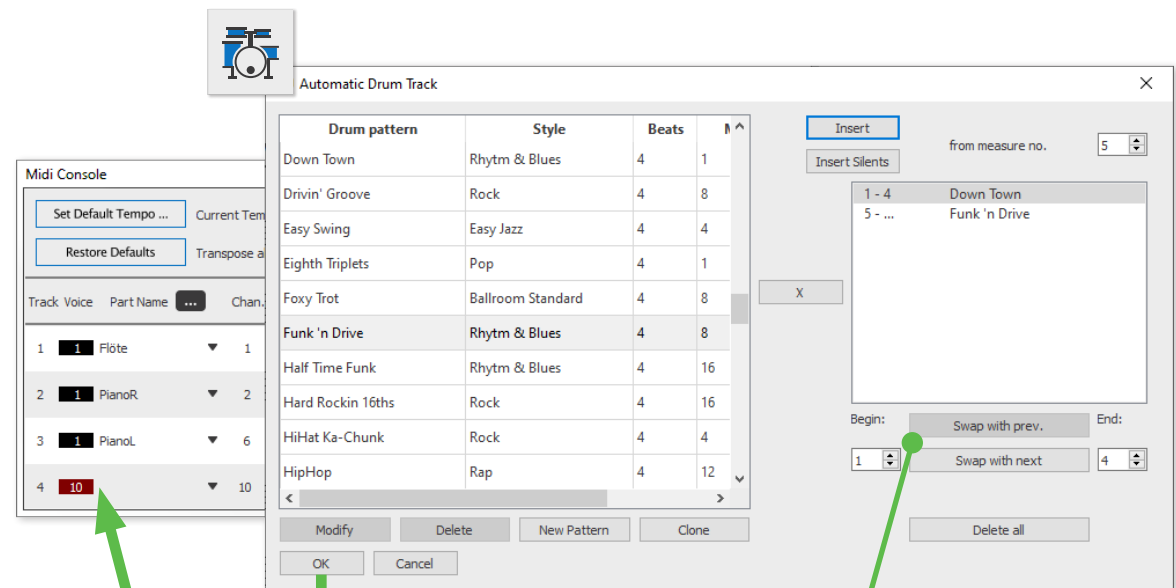 Automatic Drum Track
Drum pattern Style Beats
Down Town Rhytm & Blues 4 1
Drivin' Groove Rock 4 8
Easy Swing Easy Jazz 4 4
Eighth Triplets Pop 4 1
Foxy Trot Ballroom Standard 4 8
Funk 'n Drive Rhytm & Blues 4 8
Half Time Funk Rhytm & Blues 4 16
Hard Rockin 16ths Rock 4 16
HiHat Ka-Chunk Rock 4 4
HipHop Rap 4 12
Modify Delete New Pattern Clone
OK Cancel
Insert
Insert Silents
from measure no. 5
1 - 4 Down Town
5 - ... Funk 'n Drive
X
Begin: Swap with prev. End:
1 Swap with next 4
Delete all
Midi Console
Set Default Tempo ... Current Tem
Restore Defaults Transpose a
Track Voice Part Name ... Chan.
1 1 Flöte 1
2 1 PianoR 2
3 1 PianoL 6
4 10 10